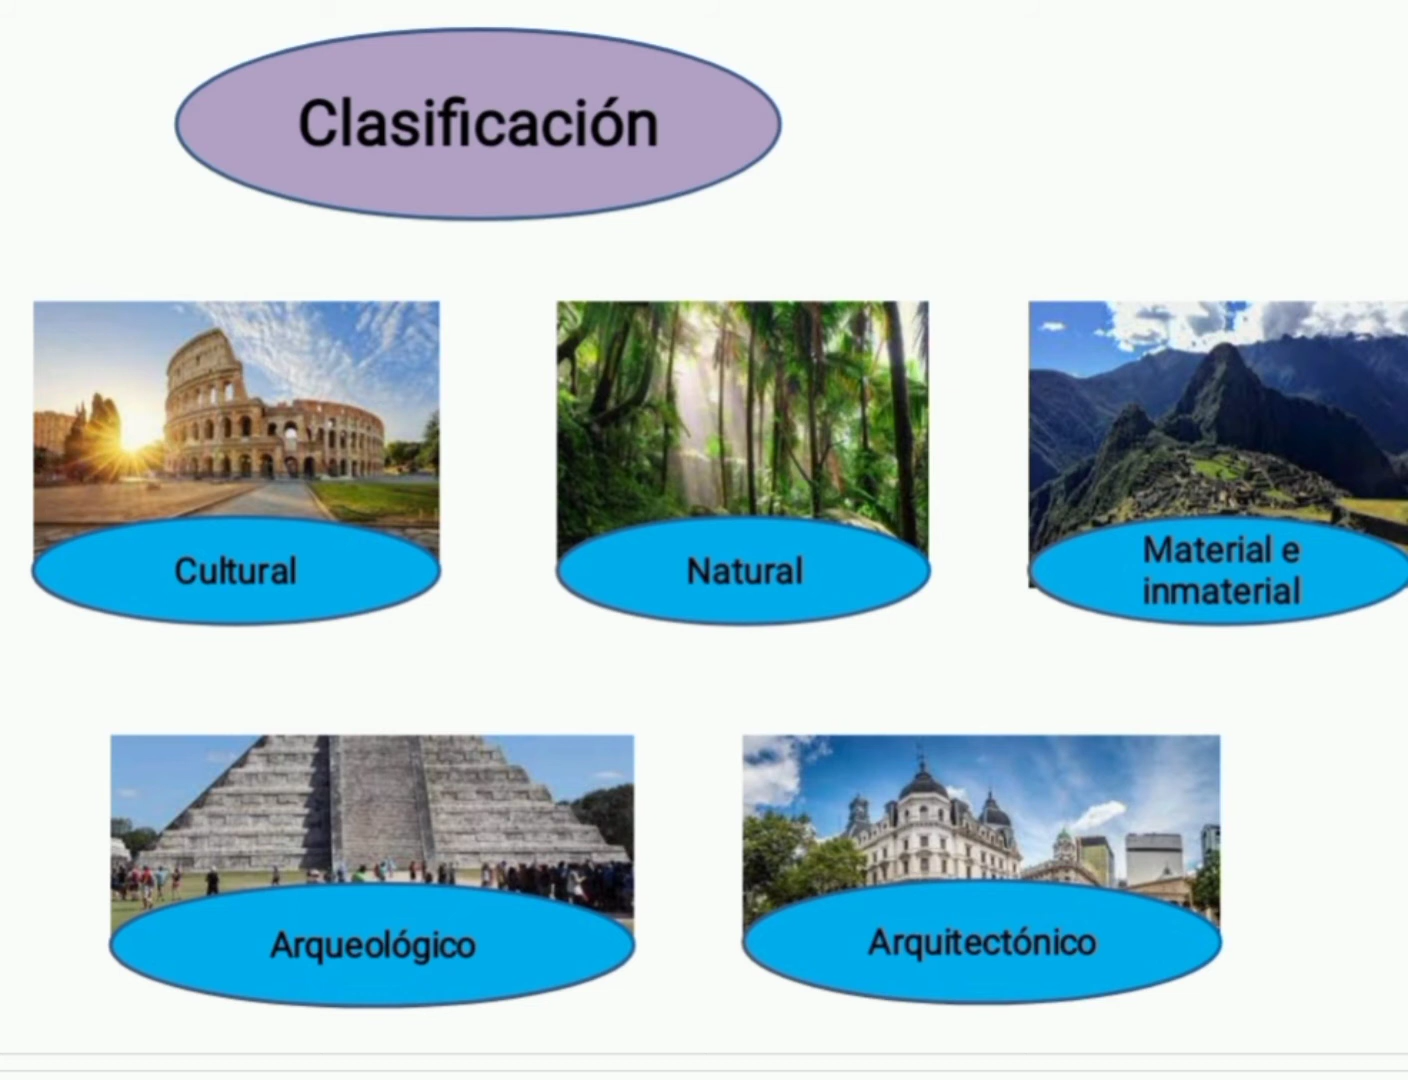 Clasificación
Cultural
Natural
Material e
inmaterial
Arqueológico
Arquitectónico